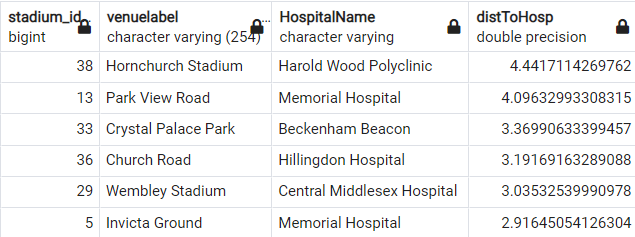 stadium_id venuelabel … HospitalName distToHosp
bigint character varying (254) character varying double precision
38 Hornchurch Stadium Harold Wood Polyclinic 4.4417114269762
13 Park View Road Memorial Hospital 4.09632993308315
33 Crystal Palace Park Beckenham Beacon 3.36990633399457
36 Church Road Hillingdon Hospital 3.19169163289088
29 Wembley Stadium Central Middlesex Hospital 3.03532539990978
5 Invicta Ground Memorial Hospital 2.91645054126304